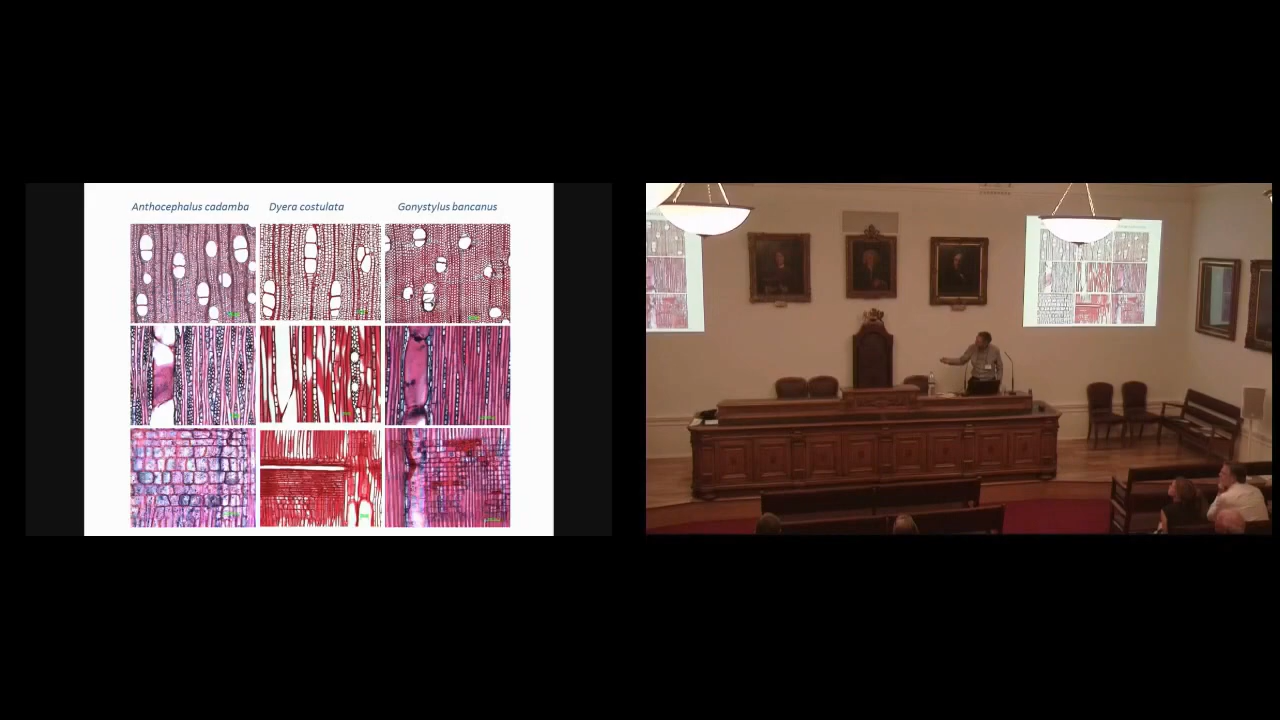 Anthocephalus cadamba
Dyera costulata
Gonystylus bancanus